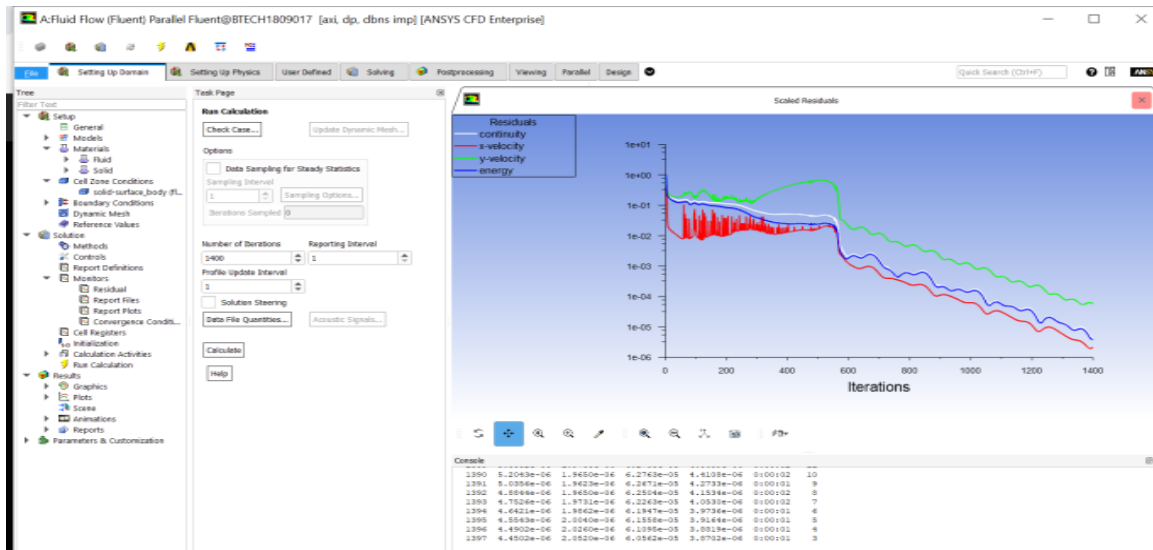 A:Fluid Flow (Fluent) Parallel Fluent@BTECH1809017 [axi, dp, dbns imp] [ANSYS CFD Enterprise]
File Setting Up Domain Setting Up Physics User Defined Solving Postprocessing Viewing Parallel Design Quick Search (Ctrl+F) ANSYS
Tree
Filter Text
Setup
General
Models
Materials
Fluid
Solid
Cell Zone Conditions
solid-surface_body (fl...
Boundary Conditions
Dynamic Mesh
Reference Values
Solution
Methods
Controls
Report Definitions
Monitors
Residual
Report Files
Report Plots
Convergence Conditi...
Cell Registers
Initialization
Calculation Activities
Run Calculation
Results
Graphics
Plots
Scene
Animations
Reports
Parameters & Customization
Task Page
Run Calculation
Check Case... Update Dynamic Mesh...
Options
Data Sampling for Steady Statistics
Sampling Interval
1 Sampling Options...
Iterations Sampled 0
Number of Iterations Reporting Interval
1400 1
Profile Update Interval
1
Solution Steering
Data File Quantities... Acoustic Signals...
Calculate
Help
Scaled Residuals
Residuals
continuity
x-velocity
y-velocity
energy
1e+01
1e+00
1e-01
1e-02
1e-03
1e-04
1e-05
1e-06
0 200 400 600 800 1000 1200 1400
Iterations
Console
1390 5.2043e-06 1.9650e-06 6.2763e-05 4.4108e-06 0:00:02 10
1391 5.0356e-06 1.9623e-06 6.2671e-05 4.2733e-06 0:00:01 9
1392 4.8844e-06 1.9650e-06 6.2504e-05 4.1534e-06 0:00:02 8
1393 4.7526e-06 1.9731e-06 6.2263e-05 4.0530e-06 0:00:02 7
1394 4.6421e-06 1.9862e-06 6.1947e-05 3.9736e-06 0:00:01 6
1395 4.5543e-06 2.0040e-06 6.1558e-05 3.9164e-06 0:00:01 5
1396 4.4902e-06 2.0260e-06 6.1095e-05 3.8819e-06 0:00:01 4
1397 4.4502e-06 2.0520e-06 6.0562e-05 3.8702e-06 0:00:01 3